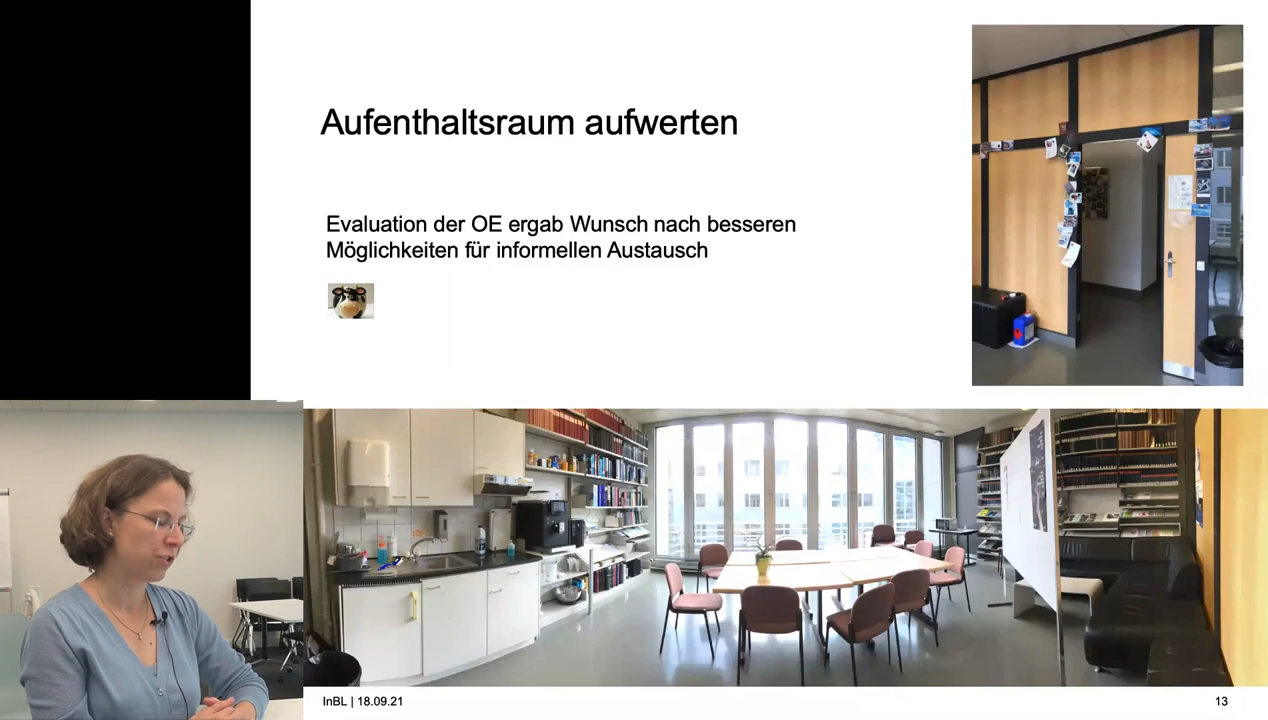 Aufenthaltsraum aufwerten
Evaluation der OE ergab Wunsch nach besseren
Möglichkeiten für informellen Austausch
InBL | 18.09.21
13